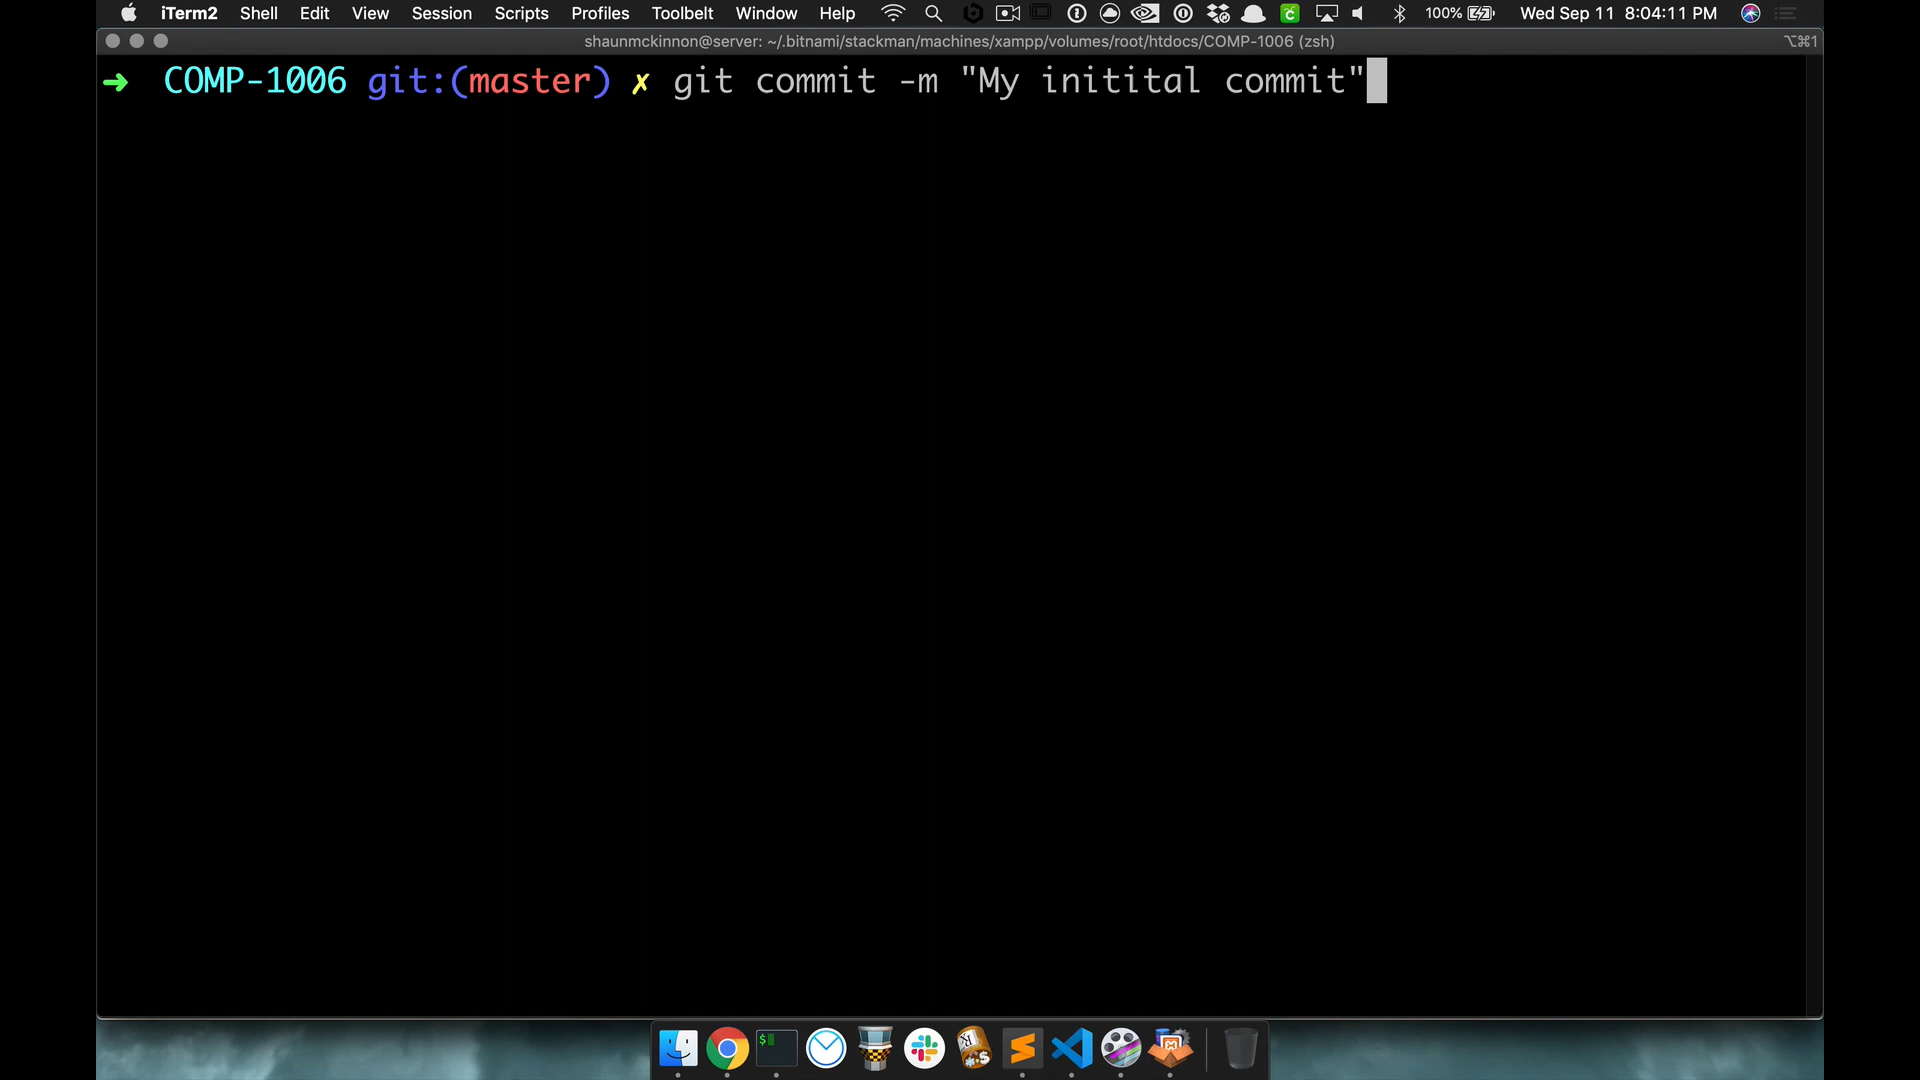 iTerm2 Shell Edit View Session Scripts Profiles Toolbelt Window Help 100% Wed Sep 11 8:04:11 PM
shaunmckinnon@server: ~/.bitnami/stackman/machines/xampp/volumes/root/htdocs/COMP-1006 (zsh) ⌥⌘1
➜ COMP-1006 git:(master) ✗ git commit -m "My initital commit"